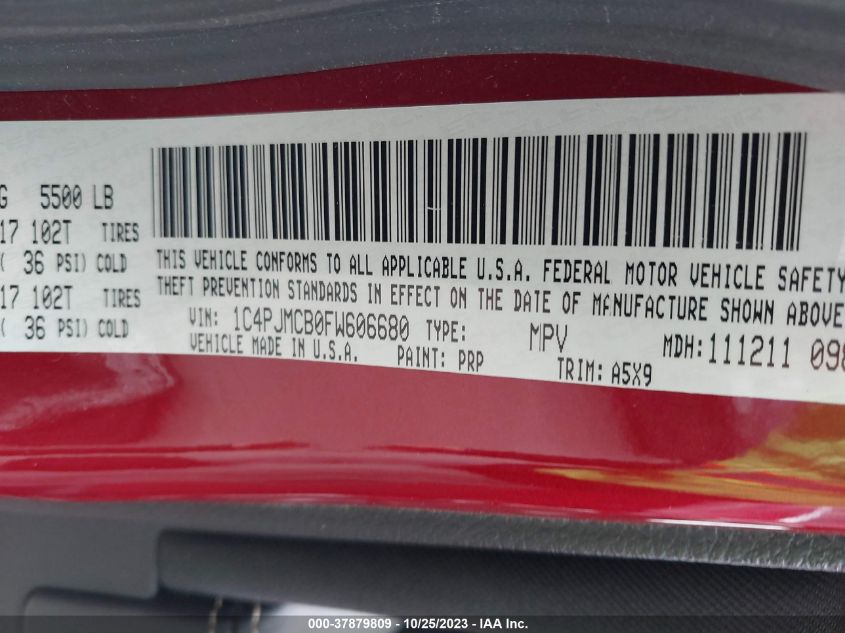 G 5500 LB
17 102T TIRES
( 36 PSI) COLD
17 102T TIRES
( 36 PSI) COLD
THIS VEHICLE CONFORMS TO ALL APPLICABLE U.S.A. FEDERAL MOTOR VEHICLE SAFETY
THEFT PREVENTION STANDARDS IN EFFECT ON THE DATE OF MANUFACTURE SHOWN ABOVE
VIN: 1C4PJMCB0FW606680 TYPE: MPV MDH: 111211 098
VEHICLE MADE IN U.S.A. PAINT: PRP TRIM: A5X9
000-37879809 - 10/25/2023 - IAA Inc.